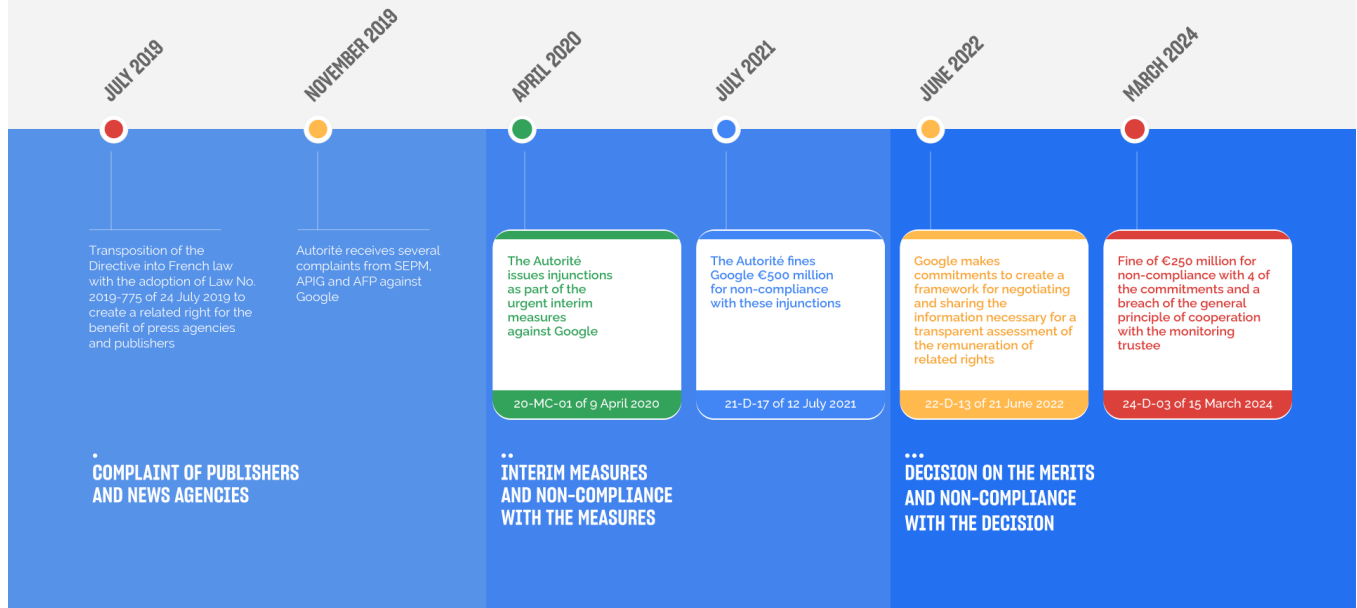 JULY 2019
NOVEMBER 2019
APRIL 2020
JULY 2021
JUNE 2022
MARCH 2024
Transposition of the
Directive into French law
with the adoption of Law No.
2019-775 of 24 July 2019 to
create a related right for the
benefit of press agencies
and publishers
Autorité receives several
complaints from SEPM,
APIG and AFP against
Google
The Autorité
issues injunctions
as part of the
urgent interim
measures
against Google
20-MC-01 of 9 April 2020
The Autorité fines
Google €500 million
for non-compliance
with these injunctions
21-D-17 of 12 July 2021
Google makes
commitments to create a
framework for negotiating
and sharing the
information necessary for a
transparent assessment of
the remuneration of
related rights
22-D-13 of 21 June 2022
Fine of €250 million for
non-compliance with 4 of
the commitments and a
breach of the general
principle of cooperation
with the monitoring
trustee
24-D-03 of 15 March 2024
COMPLAINT OF PUBLISHERS
AND NEWS AGENCIES
INTERIM MEASURES
AND NON-COMPLIANCE
WITH THE MEASURES
DECISION ON THE MERITS
AND NON-COMPLIANCE
WITH THE DECISION